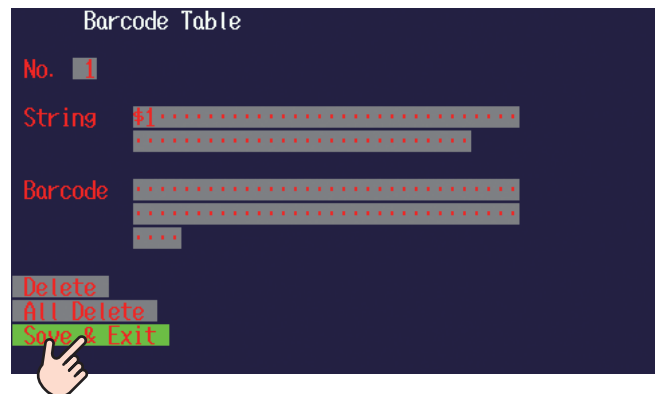 Barcode Table
No. 1
String $1·······························
····························
Barcode ································
································
····
Delete
All Delete
Save & Exit